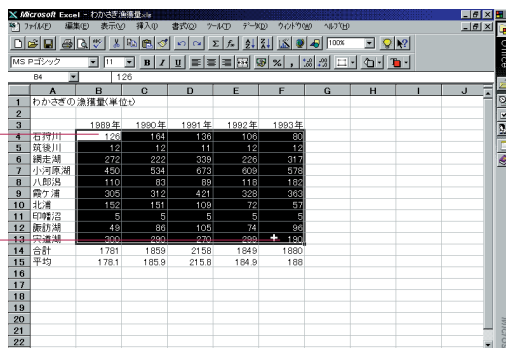 Microsoft Excel - わかさぎ漁獲量.xls
ファイル(F) 編集(E) 表示(V) 挿入(I) 書式(O) ツール(T) データ(D) ウィンドウ(W) ヘルプ(H)
100%
MS Pゴシック 11 B I U % ,
B4 126
A B C D E F G H I J
1 わかさぎの漁獲量(単位t)
2
3 1989年 1990年 1991年 1992年 1993年
4 石狩川 126 164 136 106 80
5 筑後川 12 12 11 12 12
6 網走湖 272 222 339 226 317
7 小河原湖 450 534 673 609 578
8 八郎潟 110 83 89 118 182
9 霞ケ浦 305 312 421 328 363
10 北浦 152 151 109 72 57
11 印幡沼 5 5 5 5 5
12 諏訪湖 49 86 105 74 96
13 宍道湖 300 290 270 299 190
14 合計 1781 1859 2158 1849 1880
15 平均 178.1 185.9 215.8 184.9 188
16
17
18
19
20
21
22
Office